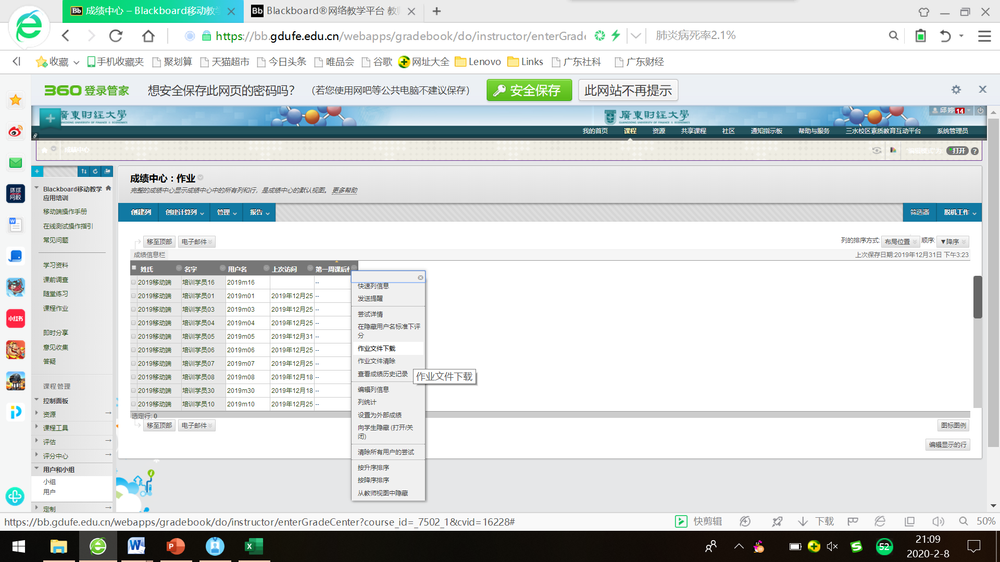 成绩中心 – Blackboard移动教学
Blackboard®网络教学平台 教
https://bb.gdufe.edu.cn/webapps/gradebook/do/instructor/enterGrade
肺炎病死率2.1%
收藏 手机收藏夹 聚划算 天猫超市 今日头条 唯品会 谷歌 网址大全 Lenovo Links 广东社科 广东财经
360 登录管家 想安全保存此网页的密码吗? (若您使用网吧等公共电脑不建议保存) 安全保存 此网站不再提示
廣東財經大學
GUANGDONG UNIVERSITY OF FINANCE & ECONOMICS
廣東財經大學
GUANGDONG UNIVERSITY OF FINANCE & ECONOMICS
邱婷 14
我的首页 课程 资源 共享课程 社区 通知指示板 帮助与服务 三水校区素质教育互动平台 系统管理员
成绩中心
"编辑模式"为: 打开 ?
Blackboard移动教学
应用培训
移动端操作手册
在线测试操作指引
常见问题
学习资料
课前调查
随堂练习
课程作业
即时分享
意见收集
答疑
课程管理
控制面板
资源
课程工具
评估
评分中心
用户和小组
小组
用户
定制
环球
网校
小红书
成绩中心：作业
完整的成绩中心显示成绩中心中的所有列和行，是成绩中心的默认视图。 更多帮助
创建列 创建计算列 管理 报告 筛选器 脱机工作
移至顶部 电子邮件 列的排序方式: 布局位置 顺序: ▼降序
成绩信息栏 上次保存日期:2019年12月31日 下午3:23
姓氏 名字 用户名 上次访问 第一周课后作
2019移动端 培训学员16 2019m16 --
2019移动端 培训学员01 2019m01 2019年12月25 --
2019移动端 培训学员03 2019m03 2019年12月25 --
2019移动端 培训学员04 2019m04 2019年12月25 --
2019移动端 培训学员05 2019m05 2019年12月31 --
2019移动端 培训学员06 2019m06 2019年12月25 --
2019移动端 培训学员07 2019m07 2019年12月25 --
2019移动端 培训学员08 2019m08 2019年12月18 --
2019移动端 培训学员30 2019m30 2019年12月18 --
2019移动端 培训学员10 2019m10 2019年12月25 --
选定行: 0
移至顶部 电子邮件 图标图例
编辑显示的行
快速列信息
发送提醒
尝试详情
在隐藏用户名标准下评
分
作业文件下载
作业文件清除
查看成绩历史记录
作业文件下载
编辑列信息
列统计
设置为外部成绩
向学生隐藏 (打开/关
闭)
清除所有用户的尝试
按升序排序
按降序排序
从教师视图中隐藏
https://bb.gdufe.edu.cn/webapps/gradebook/do/instructor/enterGradeCenter?course_id=_7502_1&cvid=16228#
快剪辑 下载 50%
52
21:09
2020-2-8